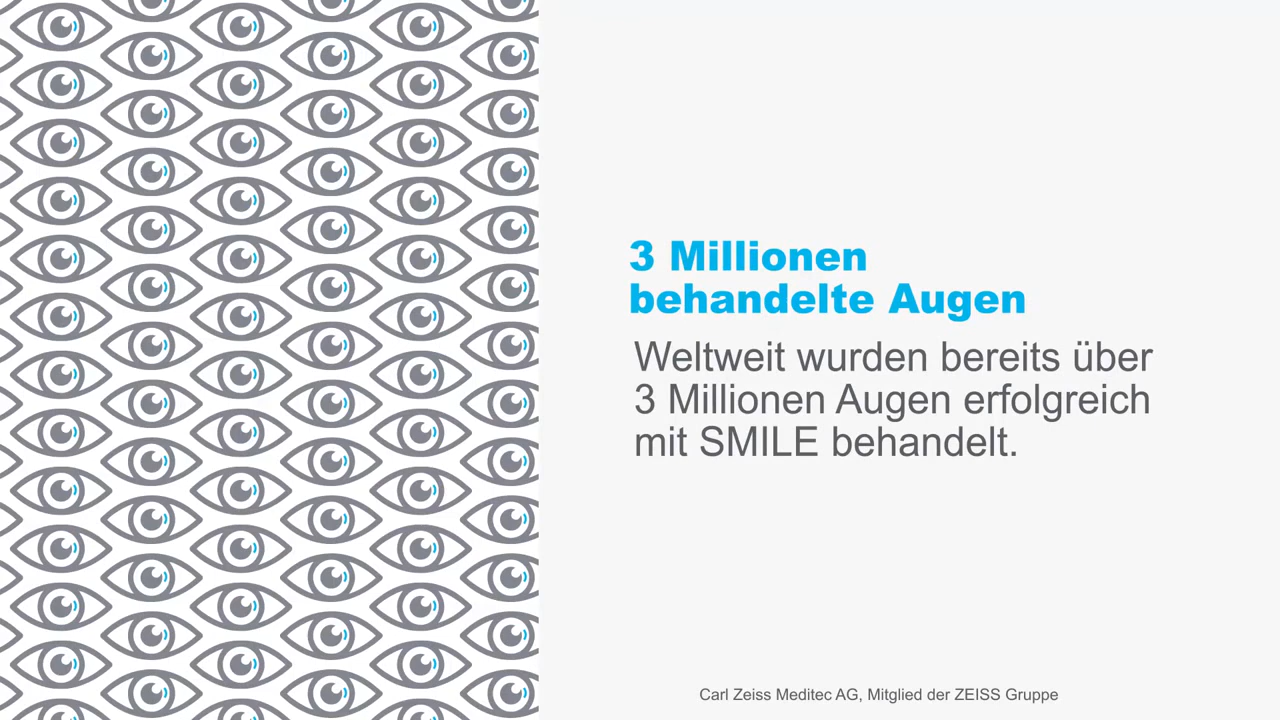 3 Millionen
behandelte Augen
Weltweit wurden bereits über
3 Millionen Augen erfolgreich
mit SMILE behandelt.
Carl Zeiss Meditec AG, Mitglied der ZEISS Gruppe